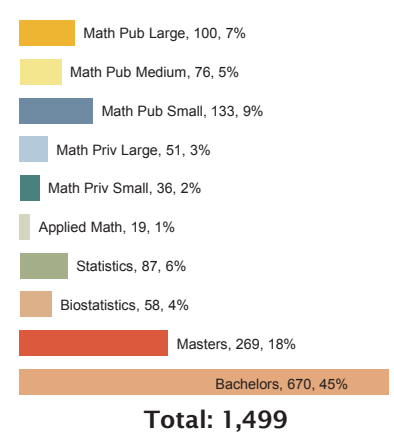 Math Pub Large, 100, 7%
Math Pub Medium, 76, 5%
Math Pub Small, 133, 9%
Math Priv Large, 51, 3%
Math Priv Small, 36, 2%
Applied Math, 19, 1%
Statistics, 87, 6%
Biostatistics, 58, 4%
Masters, 269, 18%
Bachelors, 670, 45%
Total: 1,499